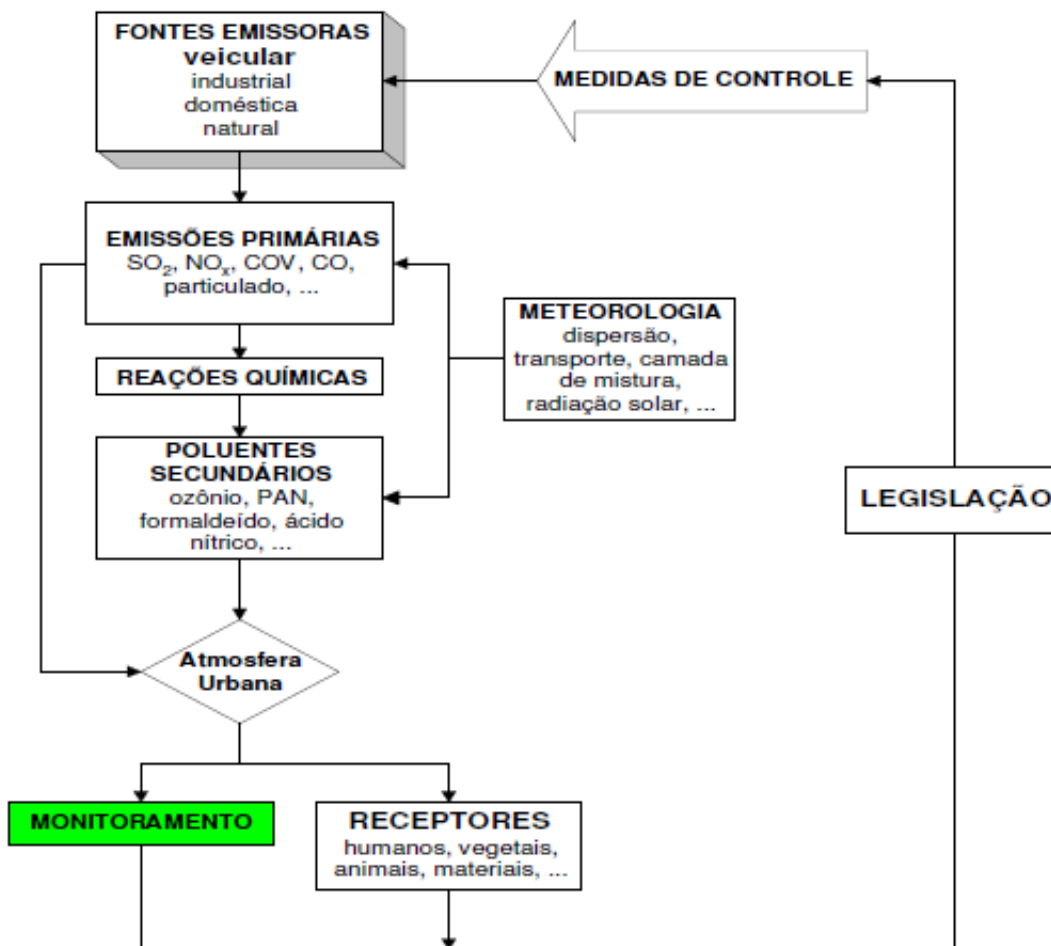 FONTES EMISSORAS
veicular
industrial
doméstica
natural
MEDIDAS DE CONTROLE
EMISSÕES PRIMÁRIAS
SO₂, NOₓ, COV, CO,
particulado, ...
METEOROLOGIA
dispersão,
transporte, camada
de mistura,
radiação solar, ...
REAÇÕES QUÍMICAS
POLUENTES
SECUNDÁRIOS
ozônio, PAN,
formaldeído, ácido
nítrico, ...
LEGISLAÇÃO
Atmosfera
Urbana
MONITORAMENTO
RECEPTORES
humanos, vegetais,
animais, materiais, ...